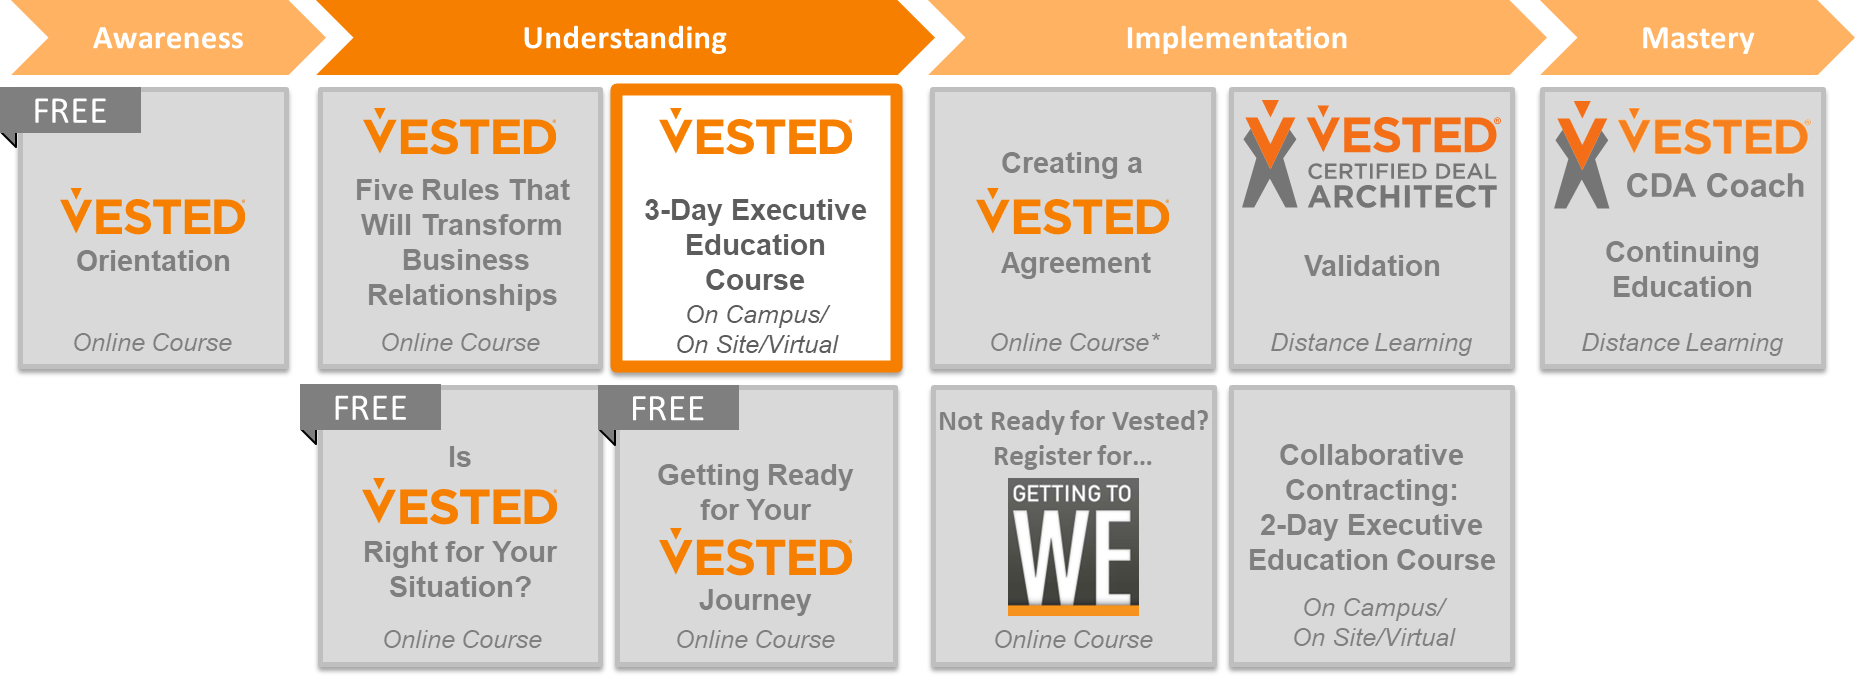 Awareness
Understanding
Implementation
Mastery
FREE
VESTED®
Orientation
Online Course
VESTED®
Five Rules That
Will Transform
Business
Relationships
Online Course
VESTED®
3-Day Executive
Education
Course
On Campus/
On Site/Virtual
Creating a
VESTED®
Agreement
Online Course*
VESTED®
CERTIFIED DEAL
ARCHITECT
Validation
Distance Learning
VESTED®
CDA Coach
Continuing
Education
Distance Learning
FREE
Is
VESTED®
Right for Your
Situation?
Online Course
FREE
Getting Ready
for Your
VESTED®
Journey
Online Course
Not Ready for Vested?
Register for...
GETTING TO
WE
Online Course
Collaborative
Contracting:
2-Day Executive
Education Course
On Campus/
On Site/Virtual